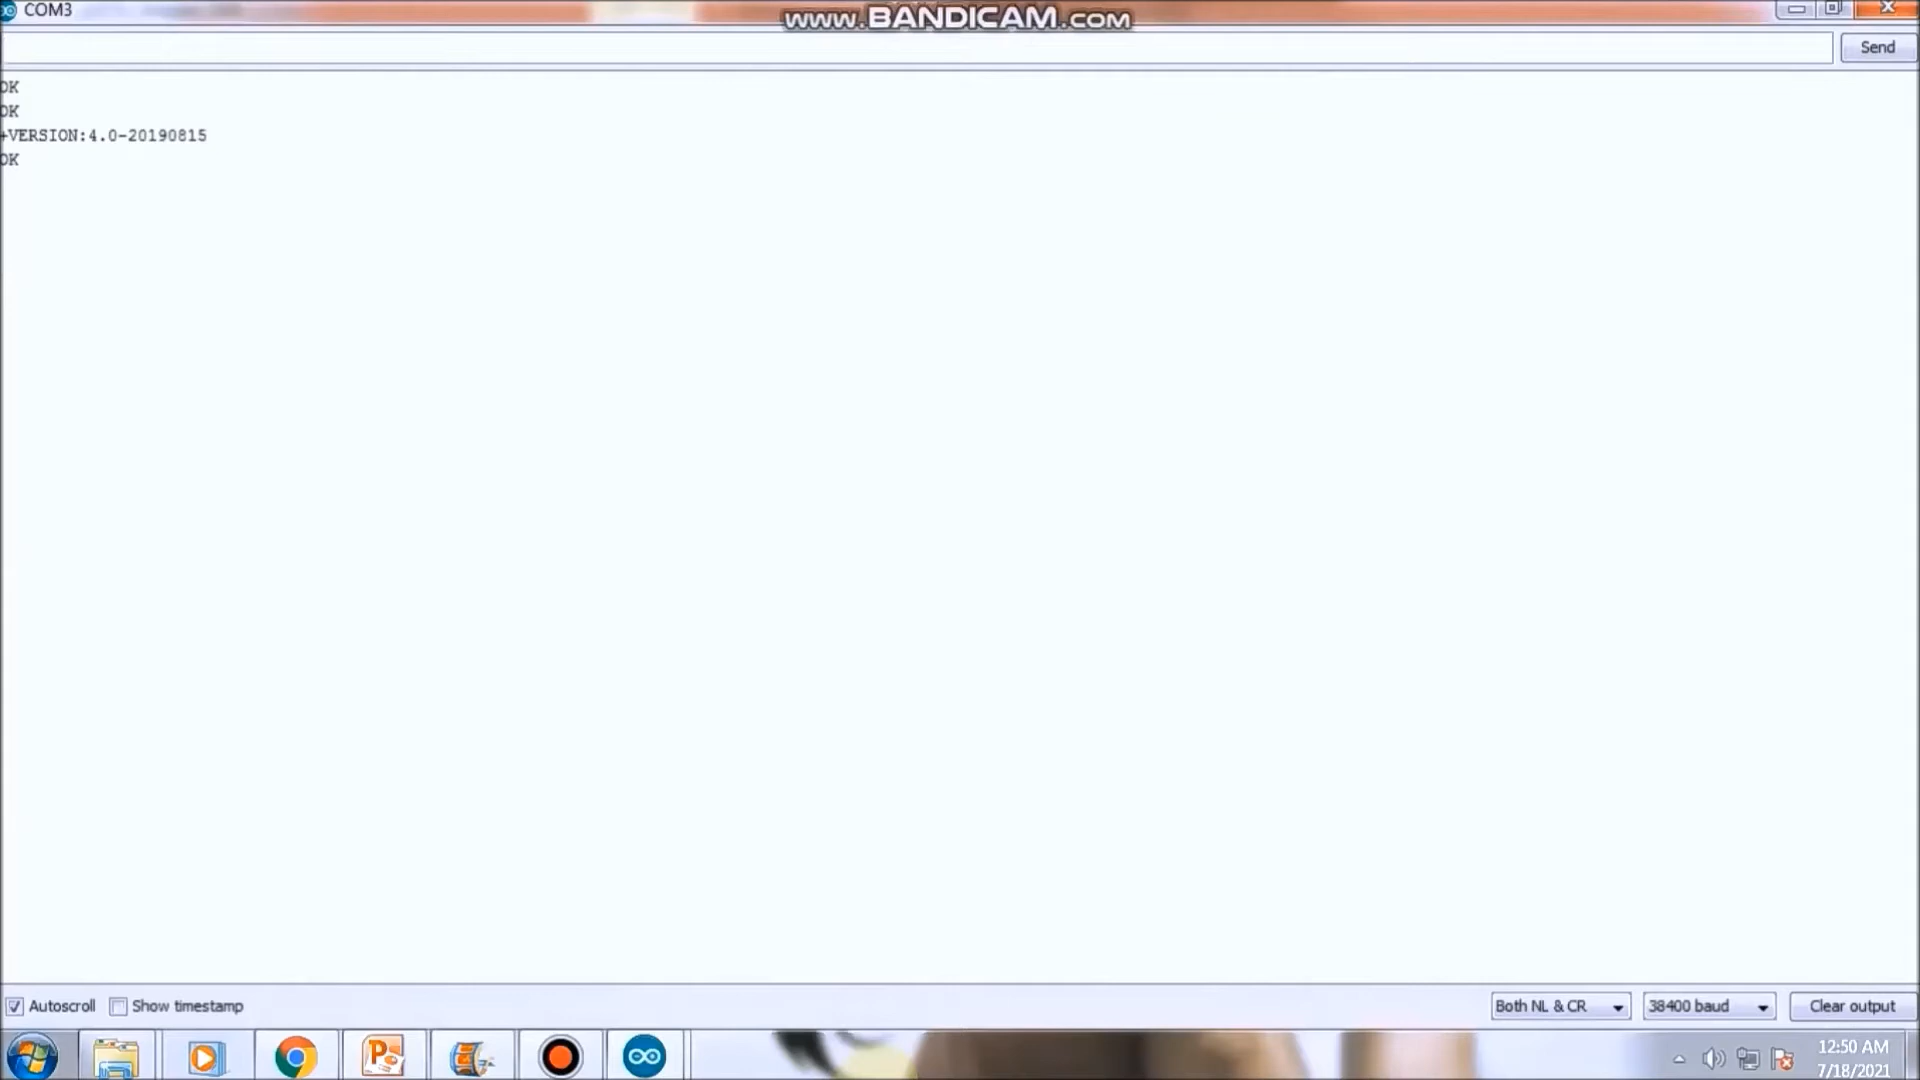 COM3
www.BANDICAM.com
Send
OK
OK
+VERSION:4.0-20190815
OK
Autoscroll
Show timestamp
Both NL & CR
38400 baud
Clear output
12:50 AM
7/18/2021